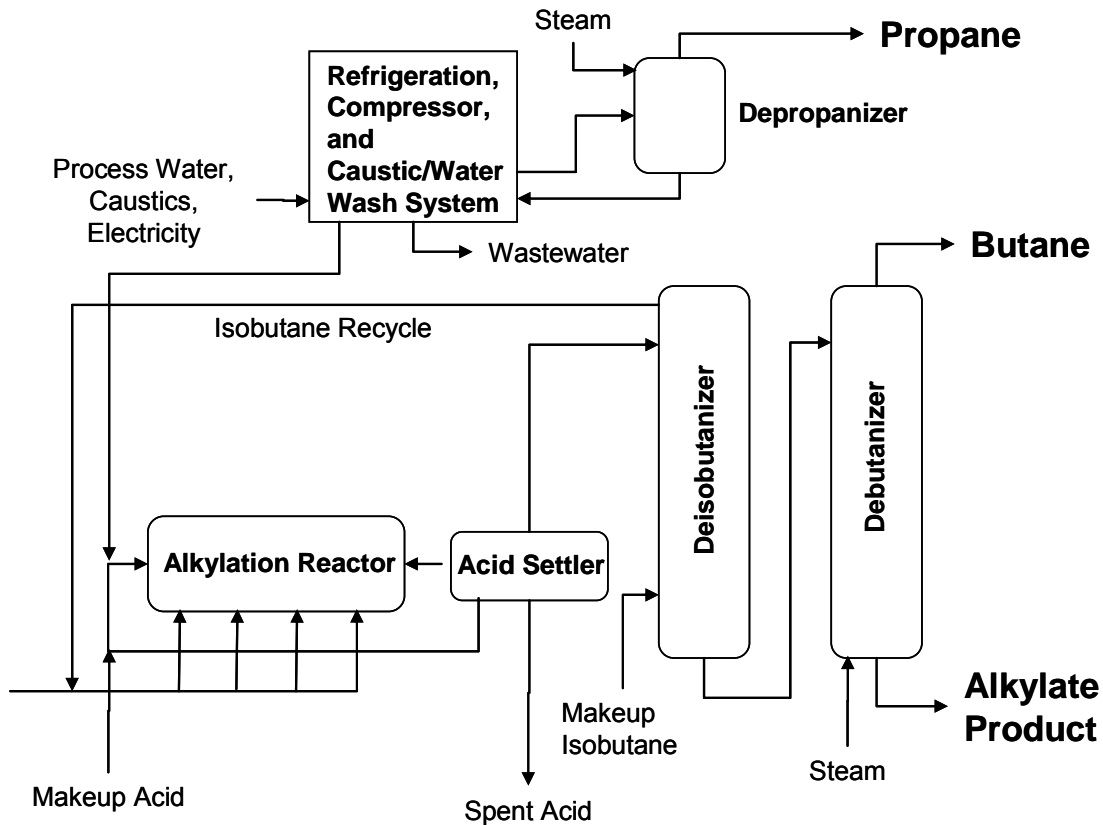 Steam
Propane
Refrigeration,
Compressor,
and
Caustic/Water
Wash System
Depropanizer
Process Water,
Caustics,
Electricity
Wastewater
Butane
Isobutane Recycle
Deisobutanizer
Debutanizer
Alkylation Reactor
Acid Settler
Makeup
Isobutane
Alkylate
Product
Steam
Makeup Acid
Spent Acid